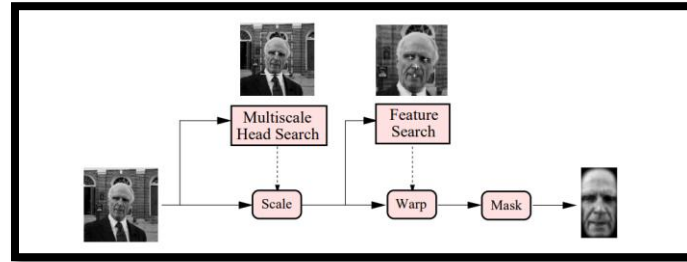 Multiscale
Head Search
Feature
Search
Scale
Warp
Mask